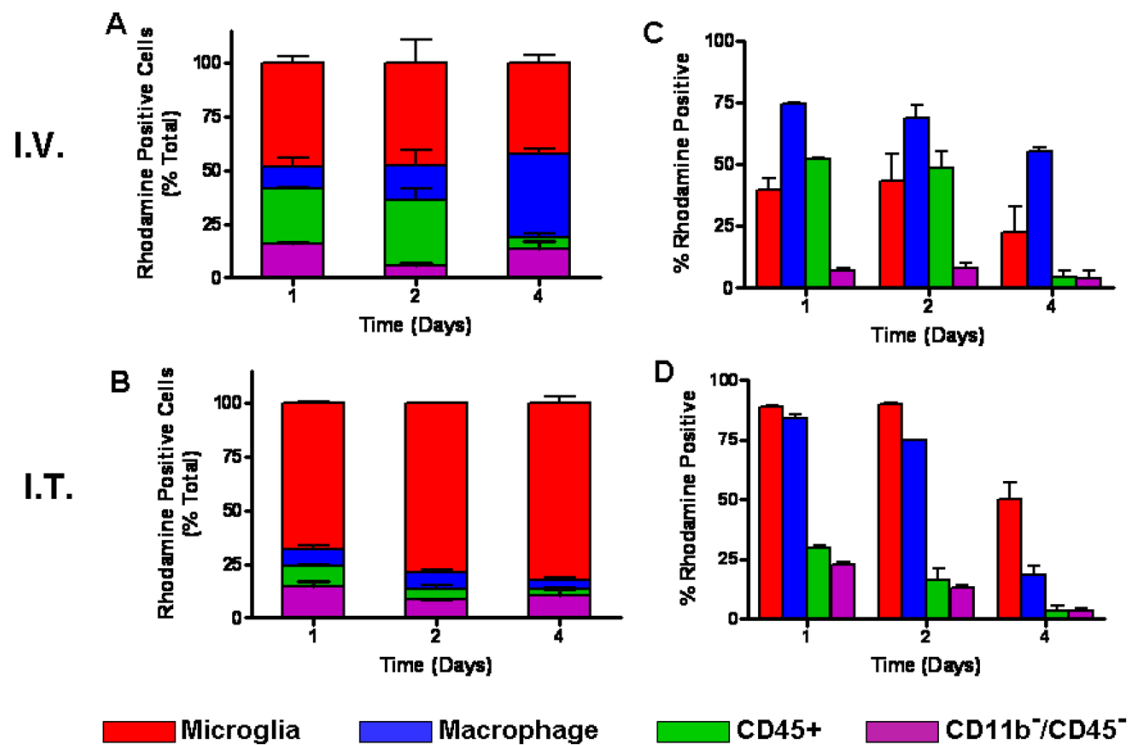 I.V.
A
Rhodamine Positive Cells
(% Total)
100
75
50
25
0
1
2
4
Time (Days)
C
% Rhodamine Positive
100
75
50
25
0
1
2
4
Time (Days)
I.T.
B
Rhodamine Positive Cells
(% Total)
100
75
50
25
0
1
2
4
Time (Days)
D
% Rhodamine Positive
100
75
50
25
0
1
2
4
Time (Days)
Microglia Macrophage CD45+ CD11b⁻/CD45⁻